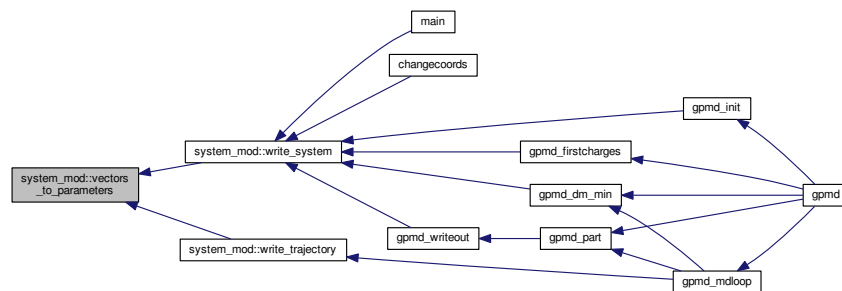 main
changecoords
gpmd_init
system_mod::write_system
gpmd_firstcharges
system_mod::vectors
_to_parameters
gpmd_dm_min
gpmd
gpmd_writeout
gpmd_part
system_mod::write_trajectory
gpmd_mdloop